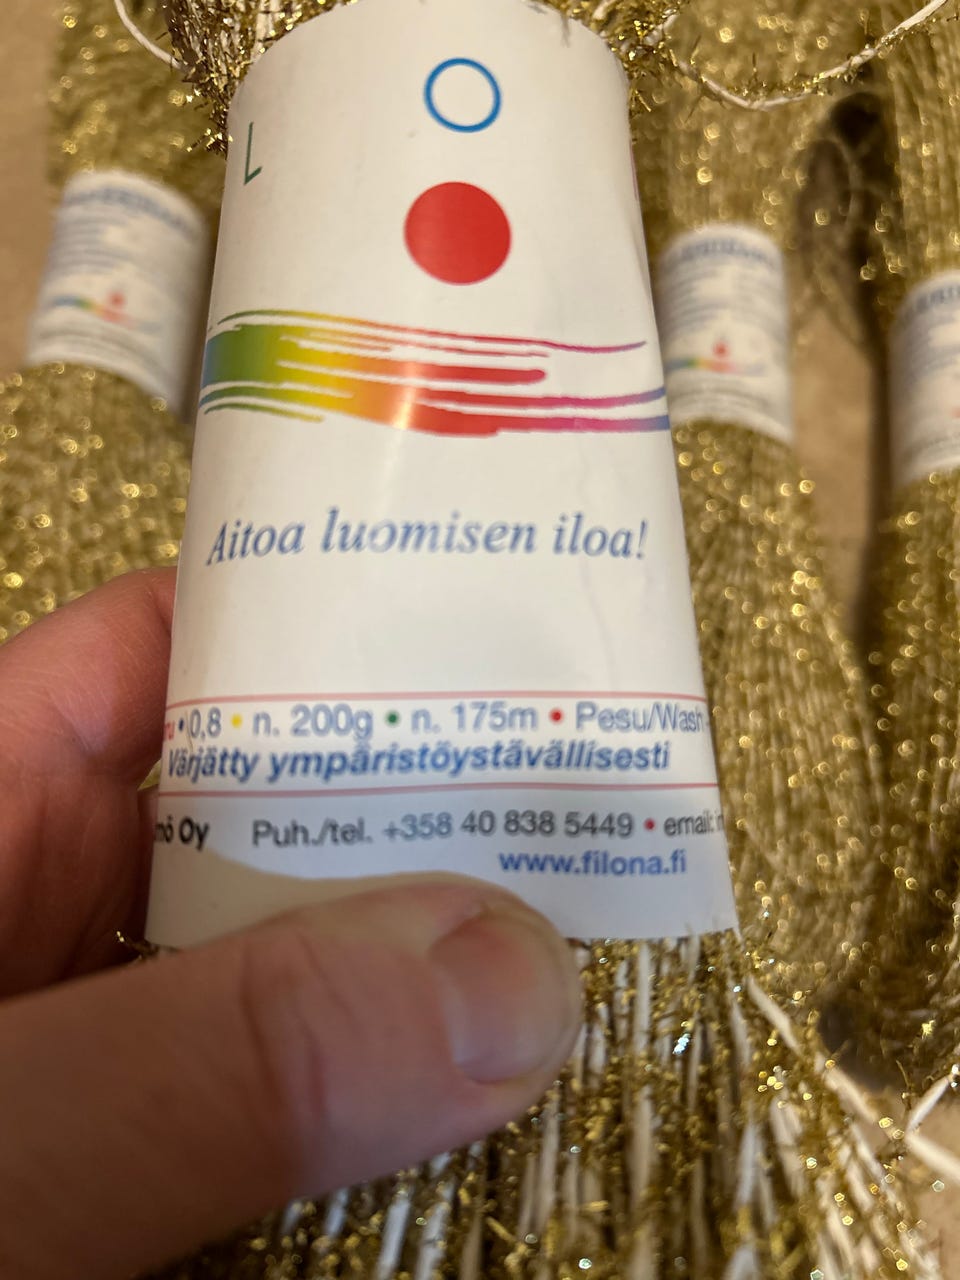 L
Aitoa luomisen iloa!
• 0,8 • n. 200g • n. 175m • Pesu/Wash
Värjätty ympäristöystävällisesti
Oy Puh./tel. +358 40 838 5449 • email:
www.filona.fi